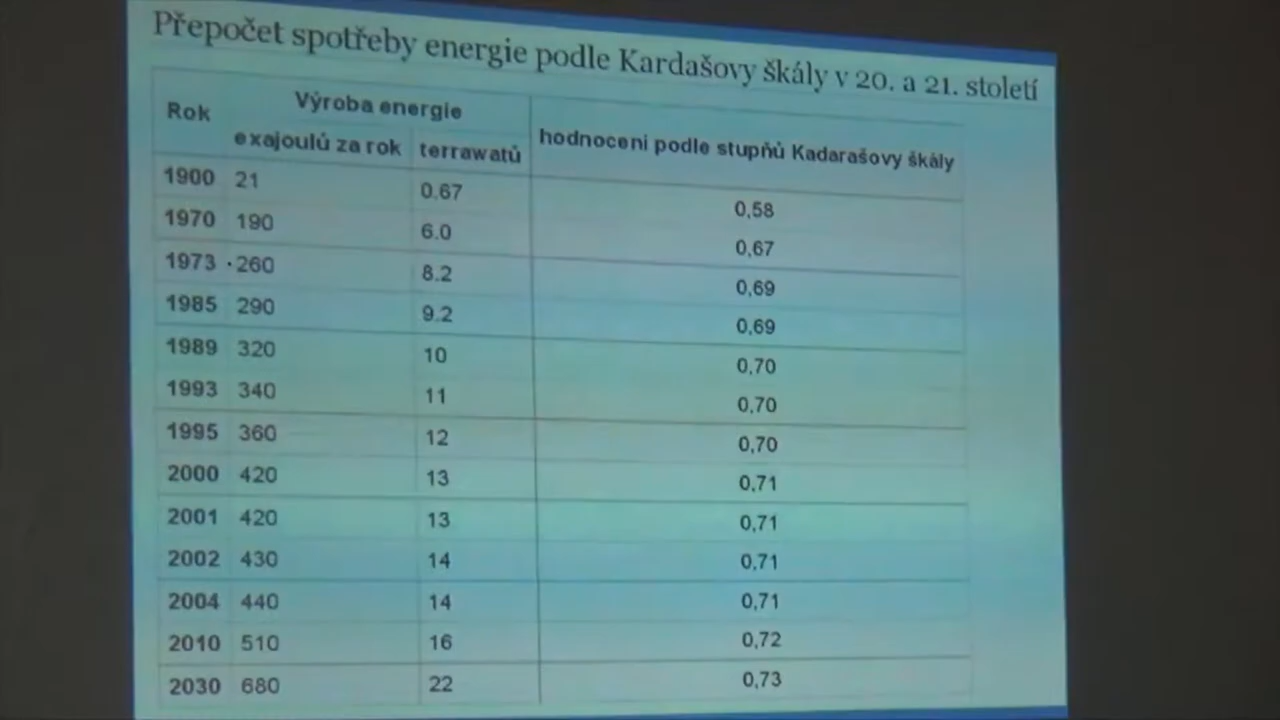 Přepočet spotřeby energie podle Kardašovy škály v 20. a 21. století
Rok Výroba energie hodnoceni podle stupňů Kadarašovy škály
exajoulů za rok terrawatů
1900 21 0.67 0,58
1970 190 6.0 0,67
1973 260 8.2 0,69
1985 290 9.2 0,69
1989 320 10 0,70
1993 340 11 0,70
1995 360 12 0,70
2000 420 13 0,71
2001 420 13 0,71
2002 430 14 0,71
2004 440 14 0,71
2010 510 16 0,72
2030 680 22 0,73